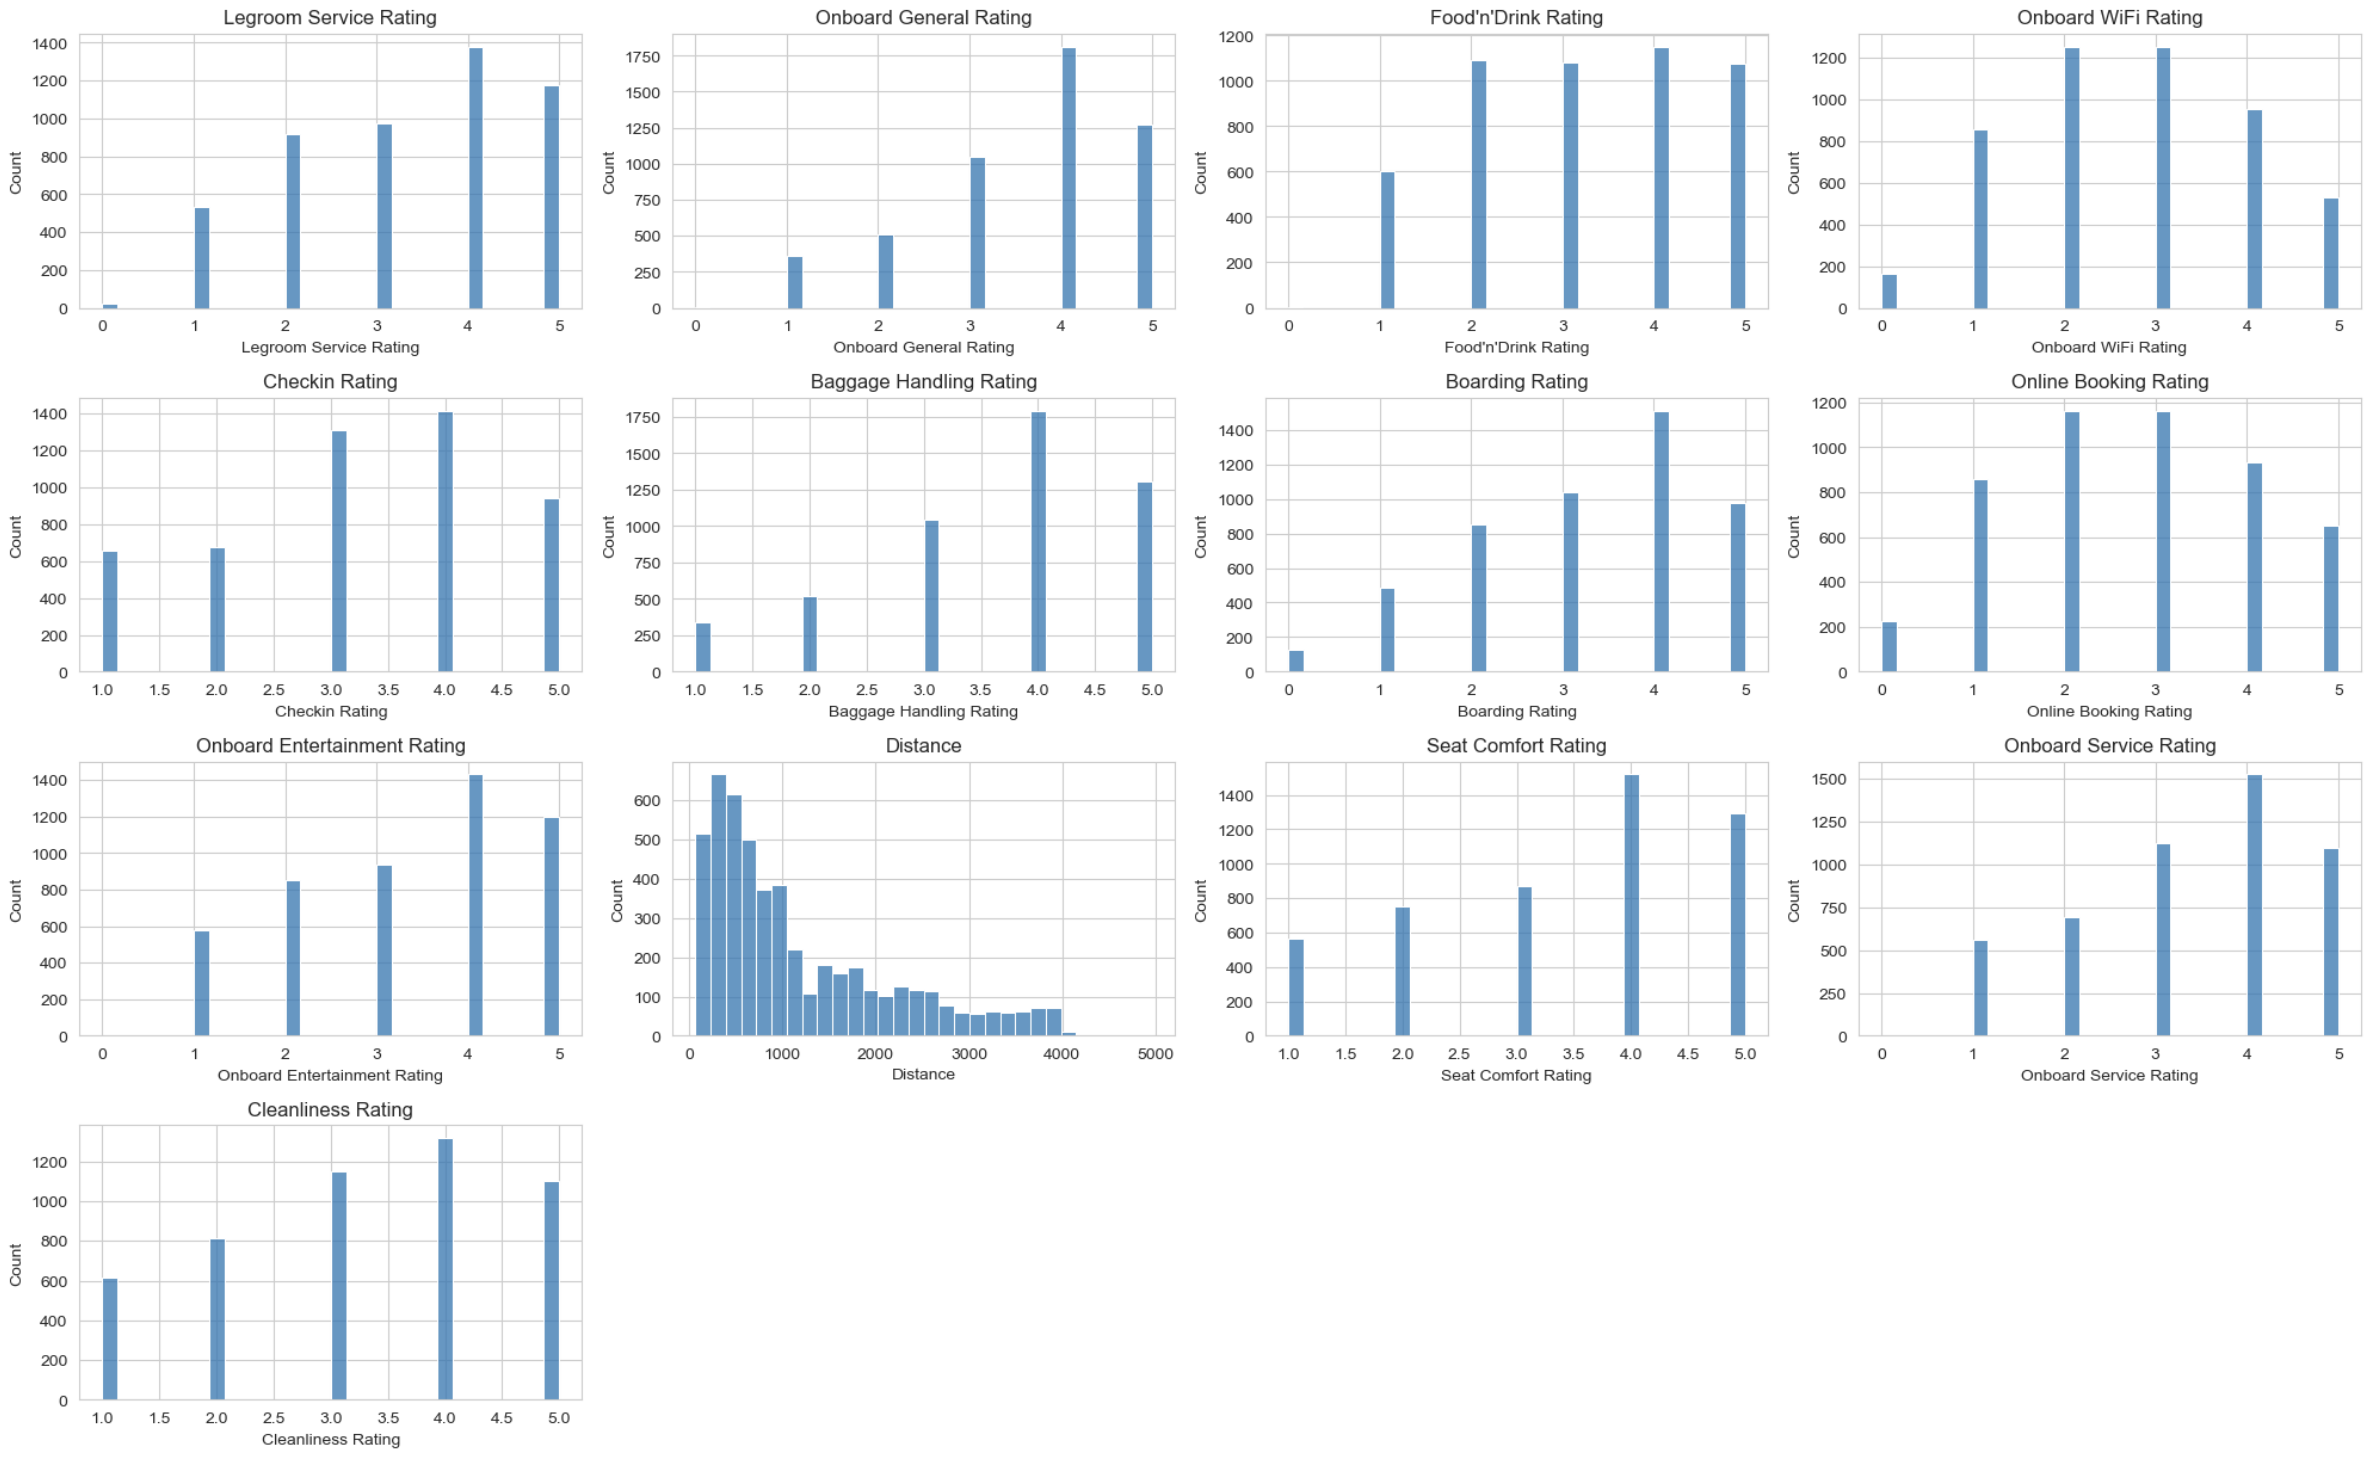 Legroom Service Rating
1400
1200
1000
800
600
400
200
0
Count
0 1 2 3 4 5
Legroom Service Rating
Onboard General Rating
1750
1500
1250
1000
750
500
250
0
Count
0 1 2 3 4 5
Onboard General Rating
Food'n'Drink Rating
1200
1000
800
600
400
200
0
Count
0 1 2 3 4 5
Food'n'Drink Rating
Onboard WiFi Rating
1200
1000
800
600
400
200
0
Count
0 1 2 3 4 5
Onboard WiFi Rating
Checkin Rating
1400
1200
1000
800
600
400
200
0
Count
1.0 1.5 2.0 2.5 3.0 3.5 4.0 4.5 5.0
Checkin Rating
Baggage Handling Rating
1750
1500
1250
1000
750
500
250
0
Count
1.0 1.5 2.0 2.5 3.0 3.5 4.0 4.5 5.0
Baggage Handling Rating
Boarding Rating
1400
1200
1000
800
600
400
200
0
Count
0 1 2 3 4 5
Boarding Rating
Online Booking Rating
1200
1000
800
600
400
200
0
Count
0 1 2 3 4 5
Online Booking Rating
Onboard Entertainment Rating
1400
1200
1000
800
600
400
200
0
Count
0 1 2 3 4 5
Onboard Entertainment Rating
Distance
600
500
400
300
200
100
0
Count
0 1000 2000 3000 4000 5000
Distance
Seat Comfort Rating
1400
1200
1000
800
600
400
200
0
Count
1.0 1.5 2.0 2.5 3.0 3.5 4.0 4.5 5.0
Seat Comfort Rating
Onboard Service Rating
1500
1250
1000
750
500
250
0
Count
0 1 2 3 4 5
Onboard Service Rating
Cleanliness Rating
1200
1000
800
600
400
200
0
Count
1.0 1.5 2.0 2.5 3.0 3.5 4.0 4.5 5.0
Cleanliness Rating